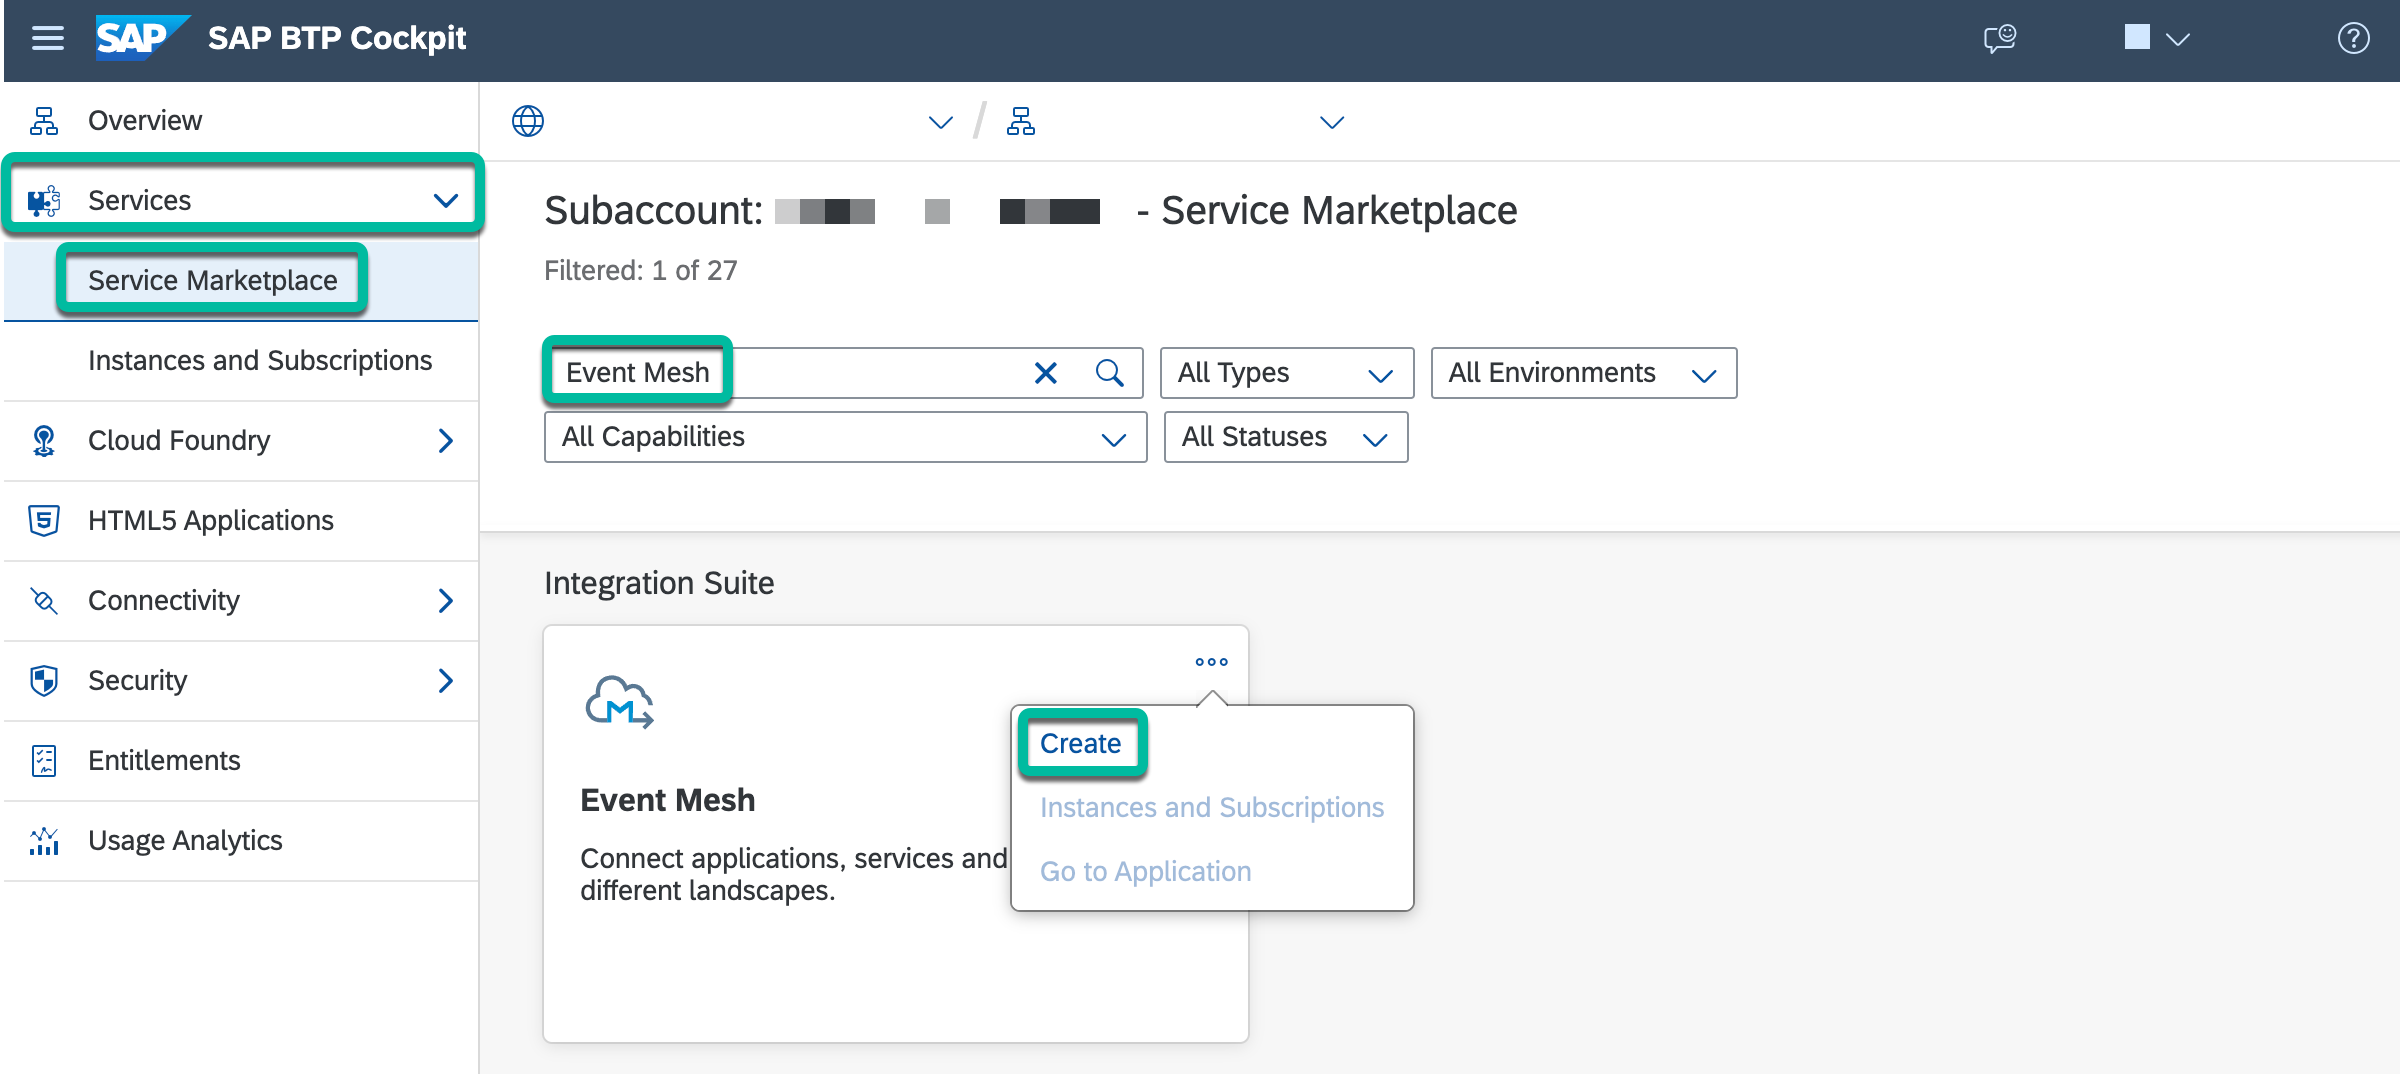 SAP SAP BTP Cockpit
Overview
Services
Service Marketplace
Instances and Subscriptions
Cloud Foundry
HTML5 Applications
Connectivity
Security
Entitlements
Usage Analytics
Subaccount: - Service Marketplace
Filtered: 1 of 27
Event Mesh
All Types
All Environments
All Capabilities
All Statuses
Integration Suite
Event Mesh
Connect applications, services and
different landscapes.
Create
Instances and Subscriptions
Go to Application